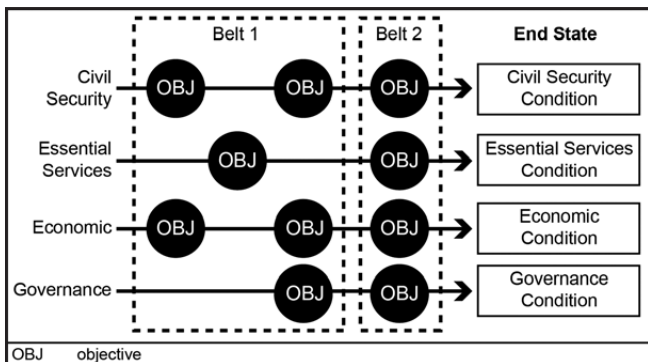 Belt 1
Belt 2
End State
Civil
Security
OBJ
OBJ
OBJ
Civil Security
Condition
Essential
Services
OBJ
OBJ
Essential Services
Condition
Economic
OBJ
OBJ
OBJ
Economic
Condition
Governance
OBJ
OBJ
Governance
Condition
OBJ objective